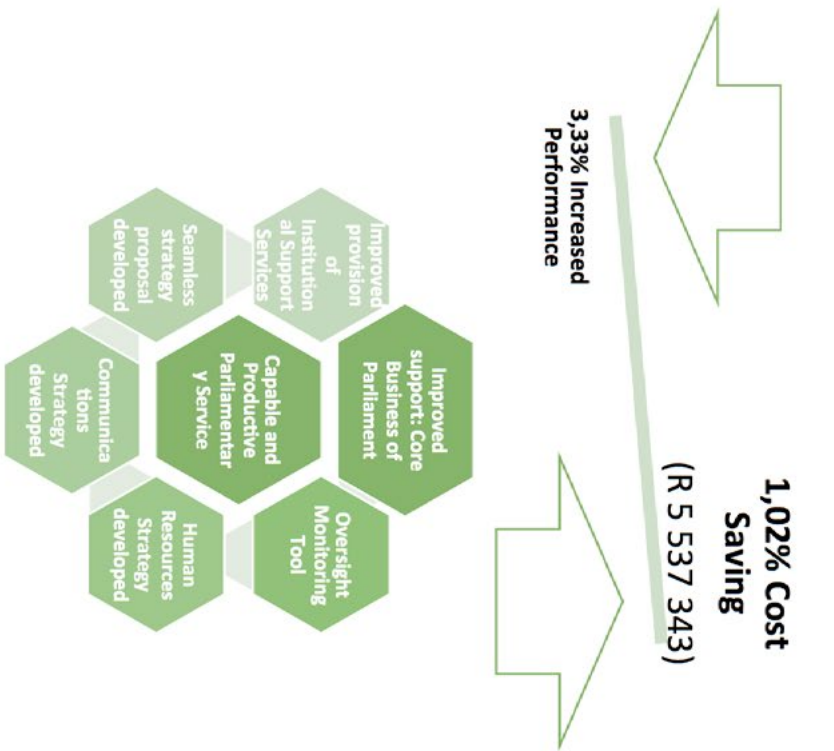 1,02% Cost
Saving
(R 5 537 343)
3,33% Increased
Performance
Improved
support: Core
Business of
Parliament
Improved
provision
of
Institution
al Support
Services
Oversight
Monitoring
Tool
Capable and
Productive
Parliamentar
y Service
Seamless
strategy
proposal
developed
Human
Resources
Strategy
developed
Communica
tions
Strategy
developed